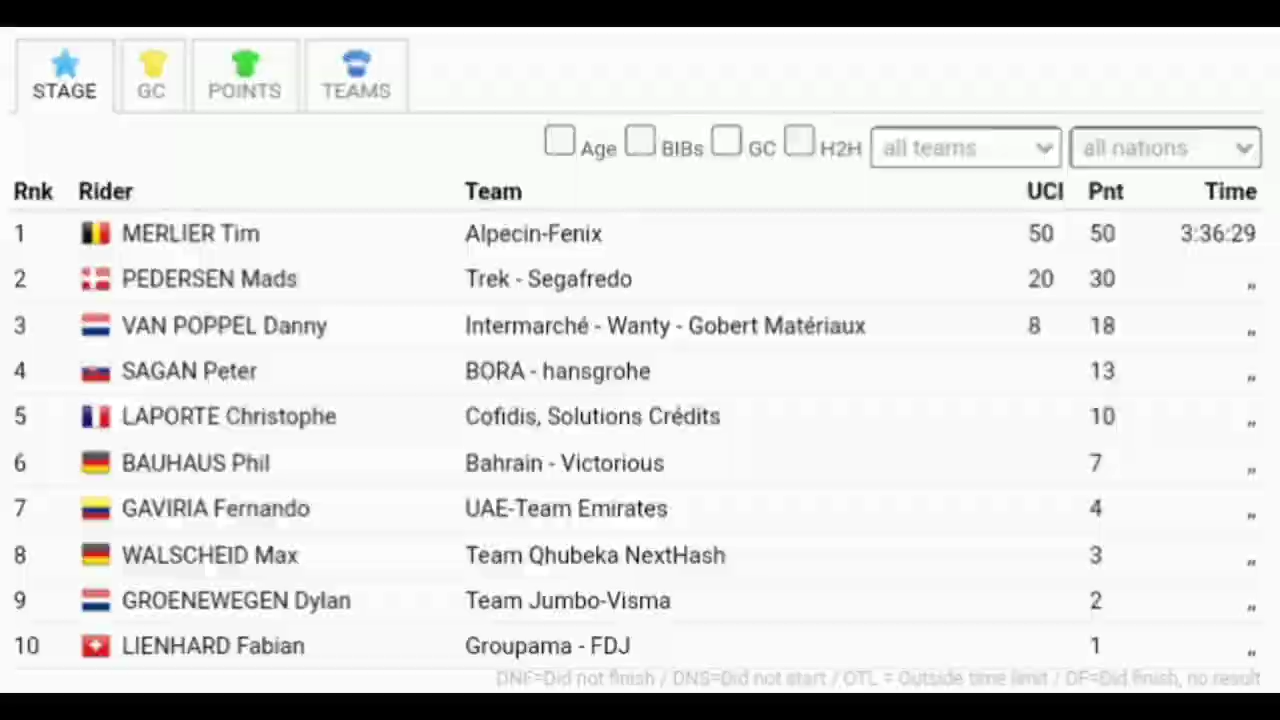 STAGE GC POINTS TEAMS
Age BIBs GC H2H all teams all nations
Rnk Rider Team UCI Pnt Time
1 MERLIER Tim Alpecin-Fenix 50 50 3:36:29
2 PEDERSEN Mads Trek - Segafredo 20 30 ,,
3 VAN POPPEL Danny Intermarché - Wanty - Gobert Matériaux 8 18 ,,
4 SAGAN Peter BORA - hansgrohe 13 ,,
5 LAPORTE Christophe Cofidis, Solutions Crédits 10 ,,
6 BAUHAUS Phil Bahrain - Victorious 7 ,,
7 GAVIRIA Fernando UAE-Team Emirates 4 ,,
8 WALSCHEID Max Team Qhubeka NextHash 3 ,,
9 GROENEWEGEN Dylan Team Jumbo-Visma 2 ,,
10 LIENHARD Fabian Groupama - FDJ 1 ,,
DNF=Did not finish / DNS=Did not start / OTL = Outside time limit / DF=Did finish, no result